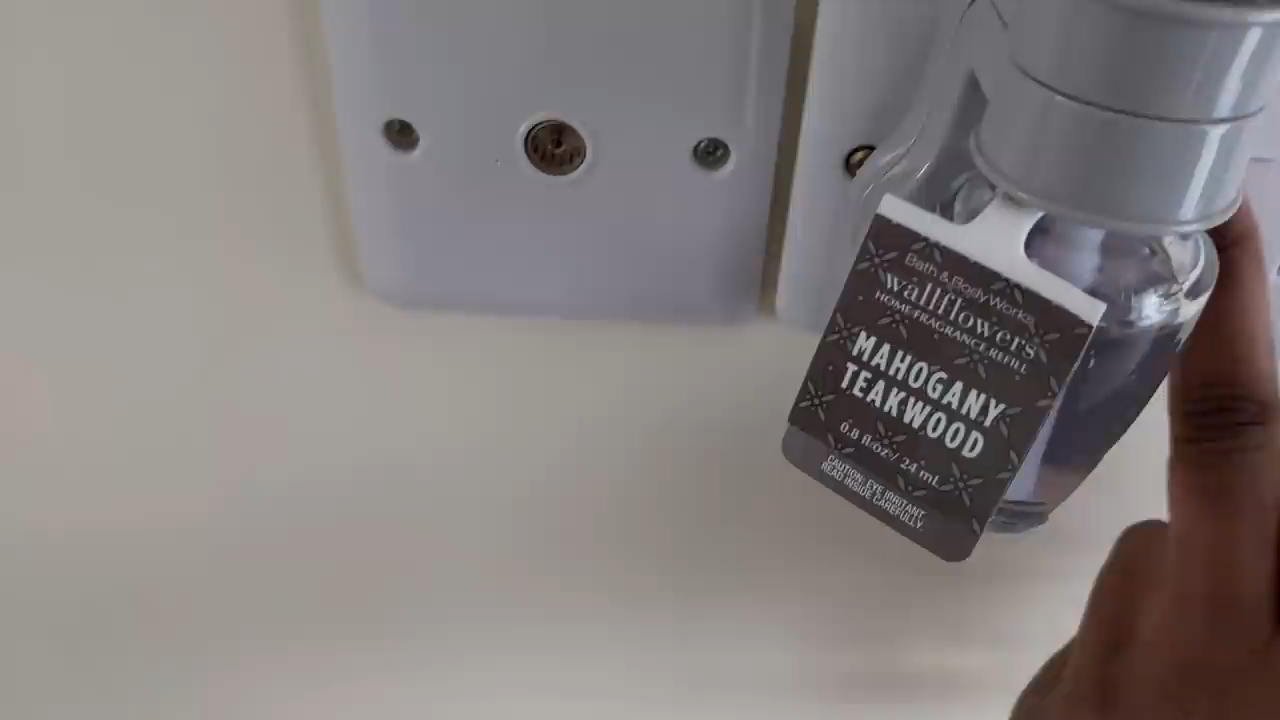 Bath & Body Works
wallflowers
HOME FRAGRANCE REFILL
MAHOGANY
TEAKWOOD
0.8 fl oz / 24 mL
CAUTION: EYE IRRITANT.
READ INSIDE CAREFULLY.